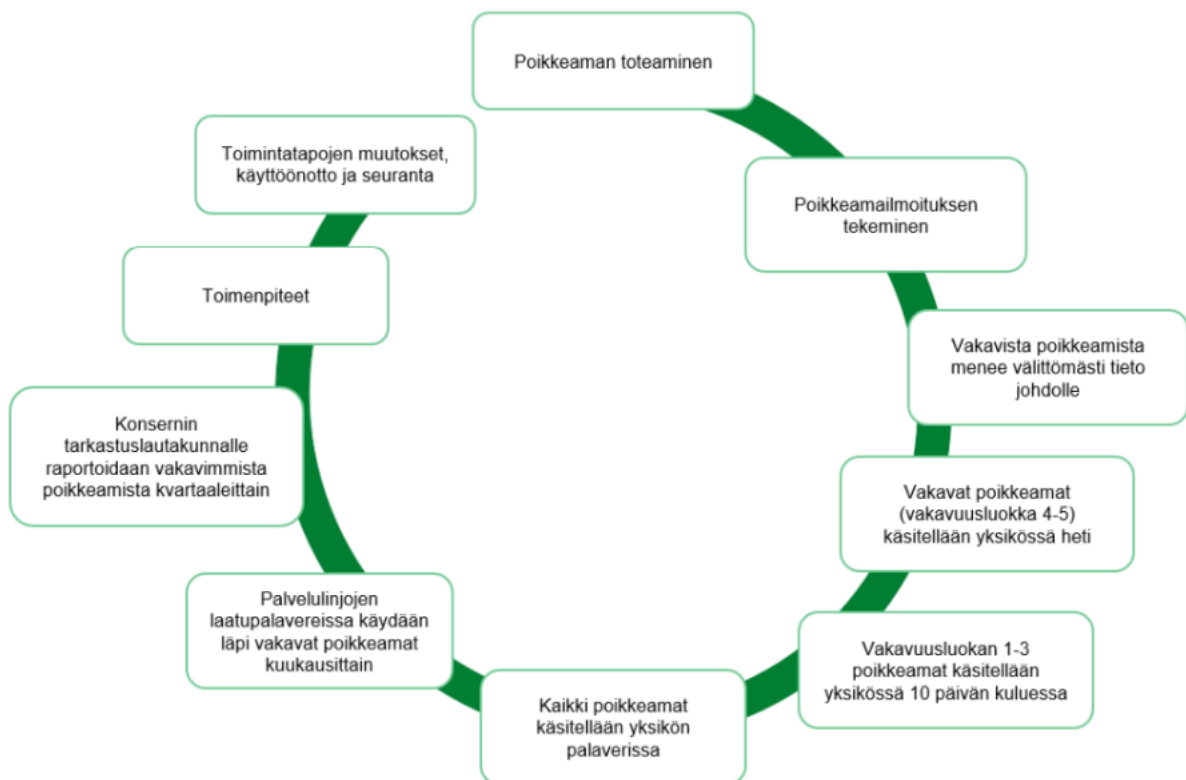 Poikkeaman toteaminen
Poikkeamailmoituksen
tekeminen
Vakavista poikkeamista
menee välittömästi tieto
johdolle
Vakavat poikkeamat
(vakavuusluokka 4-5)
käsitellään yksikössä heti
Vakavuusluokan 1-3
poikkeamat käsitellään
yksikössä 10 päivän kuluessa
Kaikki poikkeamat
käsitellään yksikön
palaverissa
Palvelulinjojen
laatupalavereissa käydään
läpi vakavat poikkeamat
kuukausittain
Konsernin
tarkastuslautakunnalle
raportoidaan vakavimmista
poikkeamista kvartaaleittain
Toimenpiteet
Toimintatapojen muutokset,
käyttöönotto ja seuranta